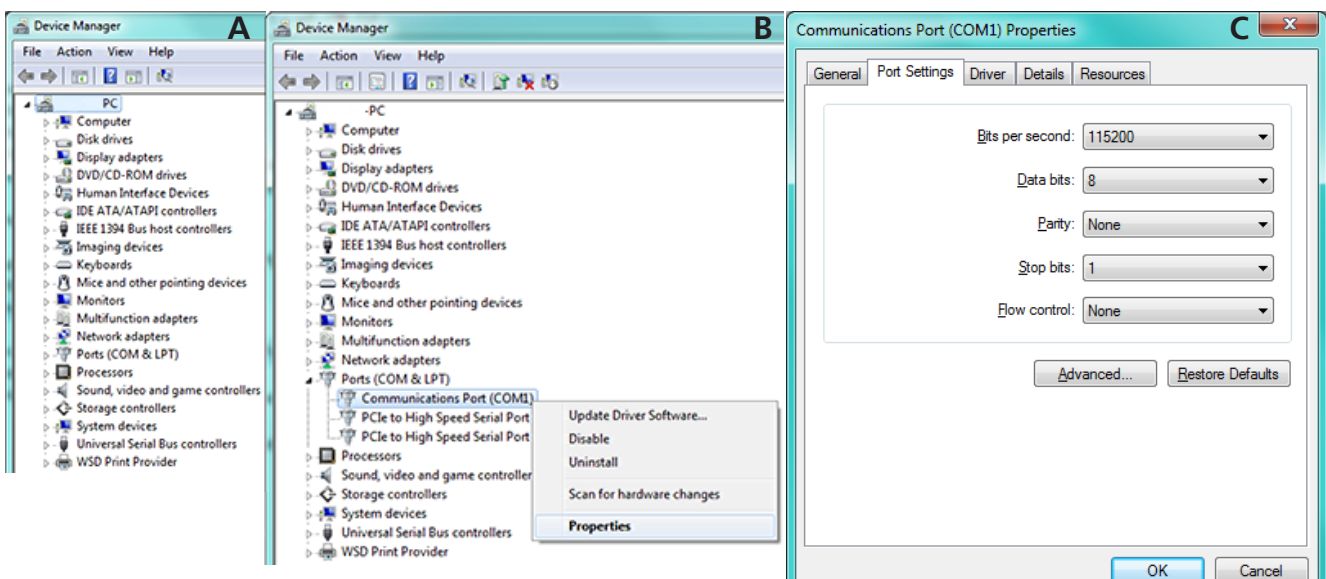 Device Manager
A
File Action View Help
PC
Computer
Disk drives
Display adapters
DVD/CD-ROM drives
Human Interface Devices
IDE ATA/ATAPI controllers
IEEE 1394 Bus host controllers
Imaging devices
Keyboards
Mice and other pointing devices
Monitors
Multifunction adapters
Network adapters
Ports (COM & LPT)
Processors
Sound, video and game controllers
Storage controllers
System devices
Universal Serial Bus controllers
WSD Print Provider
Device Manager
B
File Action View Help
-PC
Computer
Disk drives
Display adapters
DVD/CD-ROM drives
Human Interface Devices
IDE ATA/ATAPI controllers
IEEE 1394 Bus host controllers
Imaging devices
Keyboards
Mice and other pointing devices
Monitors
Multifunction adapters
Network adapters
Ports (COM & LPT)
Communications Port (COM1)
PCIe to High Speed Serial Port
PCIe to High Speed Serial Port
Processors
Sound, video and game controller
Storage controllers
System devices
Universal Serial Bus controllers
WSD Print Provider
Update Driver Software...
Disable
Uninstall
Scan for hardware changes
Properties
Communications Port (COM1) Properties
C
General Port Settings Driver Details Resources
Bits per second: 115200
Data bits: 8
Parity: None
Stop bits: 1
Flow control: None
Advanced... Restore Defaults
OK Cancel